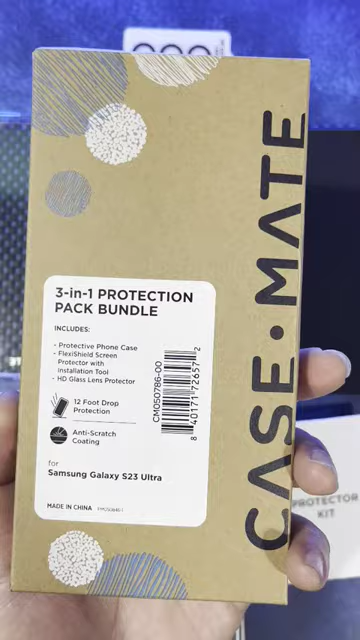 CASE·MATE
3-in-1 PROTECTION
PACK BUNDLE
INCLUDES:
- Protective Phone Case
- FlexiShield Screen
Protector with
Installation Tool
- HD Glass Lens Protector
12 Foot Drop
Protection
Anti-Scratch
Coating
for
Samsung Galaxy S23 Ultra
MADE IN CHINA
CM050786-00
8 40171 72657 2
PROTECTOR
KIT